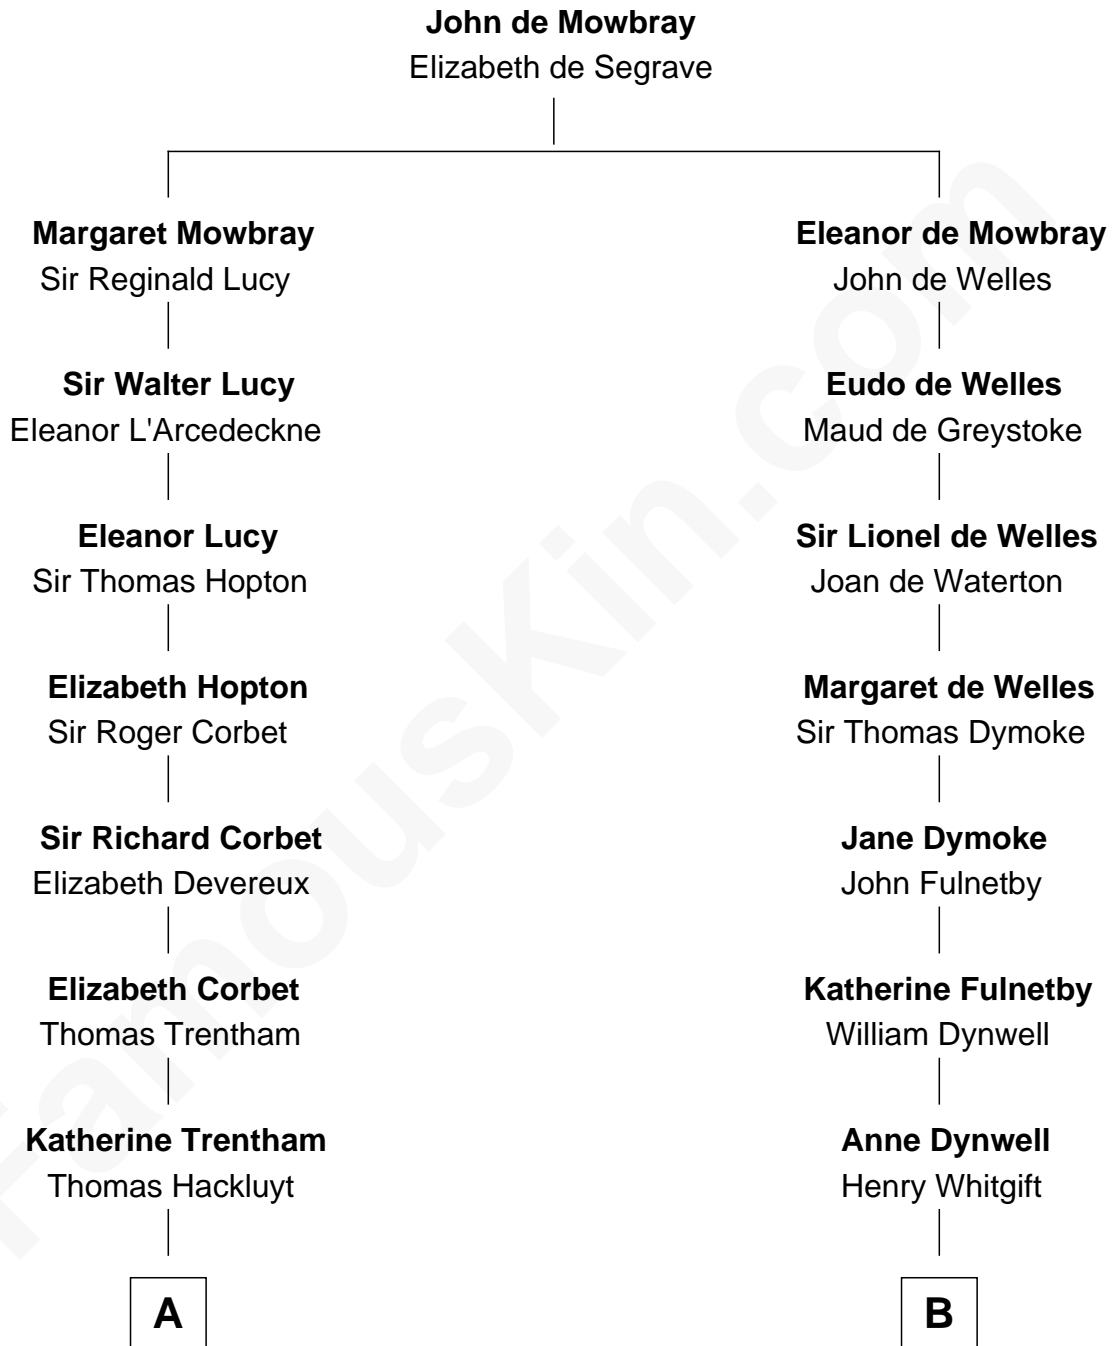 John de Mowbray
Elizabeth de Segrave
Margaret Mowbray
Sir Reginald Lucy
Eleanor de Mowbray
John de Welles
Sir Walter Lucy
Eleanor L'Arcedeckne
Eudo de Welles
Maud de Greystoke
Eleanor Lucy
Sir Thomas Hopton
Sir Lionel de Welles
Joan de Waterton
Elizabeth Hopton
Sir Roger Corbet
Margaret de Welles
Sir Thomas Dymoke
Sir Richard Corbet
Elizabeth Devereux
Jane Dymoke
John Fulnetby
Elizabeth Corbet
Thomas Trentham
Katherine Fulnetby
William Dynwell
Katherine Trentham
Thomas Hackluyt
Anne Dynwell
Henry Whitgift
A
B
FamousKin.com